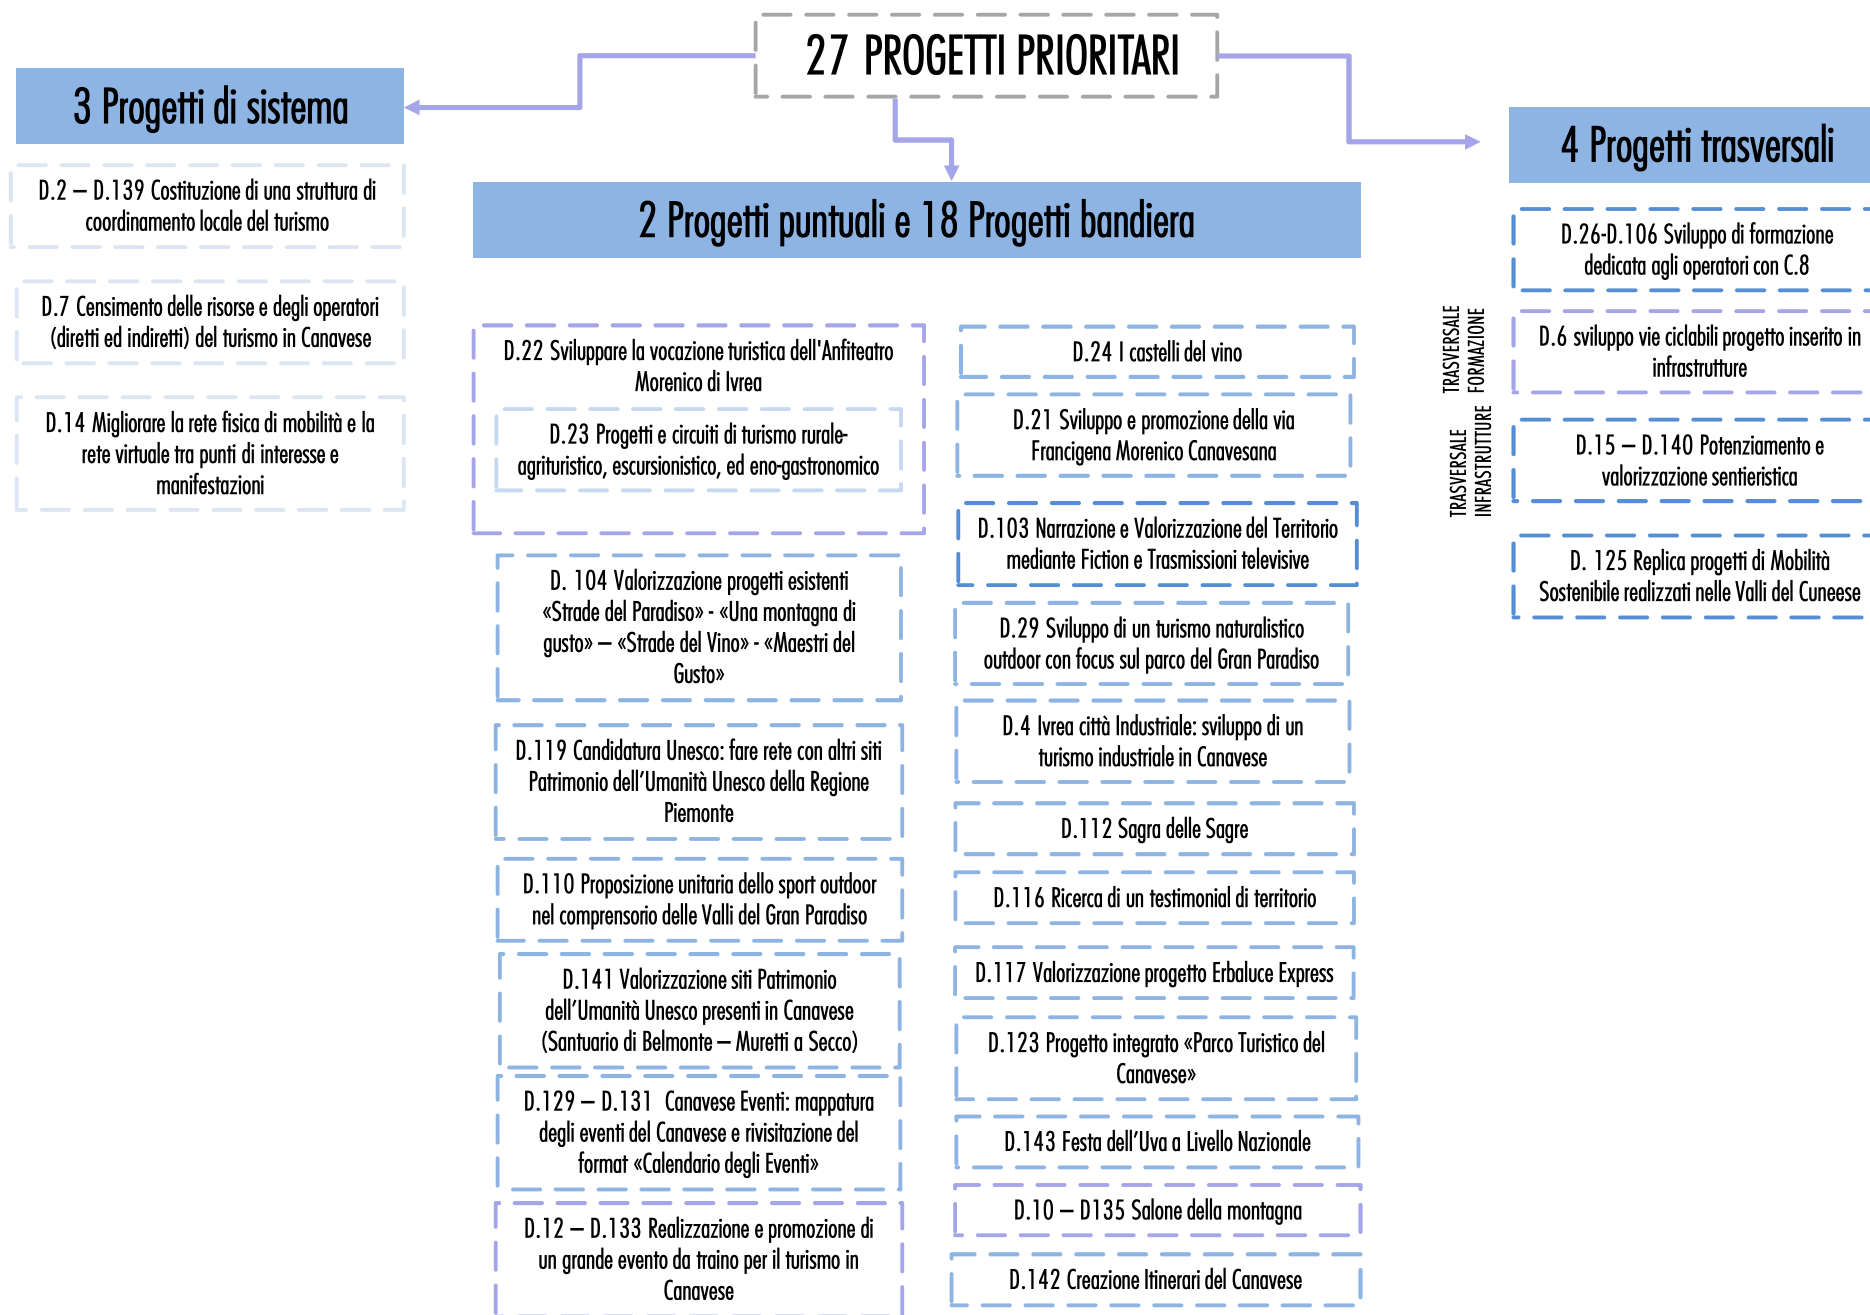 27 PROGETTI PRIORITARI
3 Progetti di sistema
D.2 – D.139 Costituzione di una struttura di
coordinamento locale del turismo
D.7 Censimento delle risorse e degli operatori
(diretti ed indiretti) del turismo in Canavese
D.14 Migliorare la rete fisica di mobilità e la
rete virtuale tra punti di interesse e
manifestazioni
2 Progetti puntuali e 18 Progetti bandiera
D.22 Sviluppare la vocazione turistica dell'Anfiteatro
Morenico di Ivrea
D.23 Progetti e circuiti di turismo rurale-
agrituristico, escursionistico, ed eno-gastronomico
D. 104 Valorizzazione progetti esistenti
«Strade del Paradiso» - «Una montagna di
gusto» – «Strade del Vino» - «Maestri del
Gusto»
D.119 Candidatura Unesco: fare rete con altri siti
Patrimonio dell'Umanità Unesco della Regione
Piemonte
D.110 Proposizione unitaria dello sport outdoor
nel comprensorio delle Valli del Gran Paradiso
D.141 Valorizzazione siti Patrimonio
dell'Umanità Unesco presenti in Canavese
(Santuario di Belmonte – Muretti a Secco)
D.129 – D.131 Canavese Eventi: mappatura
degli eventi del Canavese e rivisitazione del
format «Calendario degli Eventi»
D.12 – D.133 Realizzazione e promozione di
un grande evento da traino per il turismo in
Canavese
D.24 I castelli del vino
D.21 Sviluppo e promozione della via
Francigena Morenico Canavesana
D.103 Narrazione e Valorizzazione del Territorio
mediante Fiction e Trasmissioni televisive
D.29 Sviluppo di un turismo naturalistico
outdoor con focus sul parco del Gran Paradiso
D.4 Ivrea città Industriale: sviluppo di un
turismo industriale in Canavese
D.112 Sagra delle Sagre
D.116 Ricerca di un testimonial di territorio
D.117 Valorizzazione progetto Erbaluce Express
D.123 Progetto integrato «Parco Turistico del
Canavese»
D.143 Festa dell'Uva a Livello Nazionale
D.10 – D135 Salone della montagna
D.142 Creazione Itinerari del Canavese
4 Progetti trasversali
D.26-D.106 Sviluppo di formazione
dedicata agli operatori con C.8
TRASVERSALE
FORMAZIONE
D.6 sviluppo vie ciclabili progetto inserito in
infrastrutture
TRASVERSALE
INFRASTRUTTURE
D.15 – D.140 Potenziamento e
valorizzazione sentieristica
D. 125 Replica progetti di Mobilità
Sostenibile realizzati nelle Valli del Cuneese